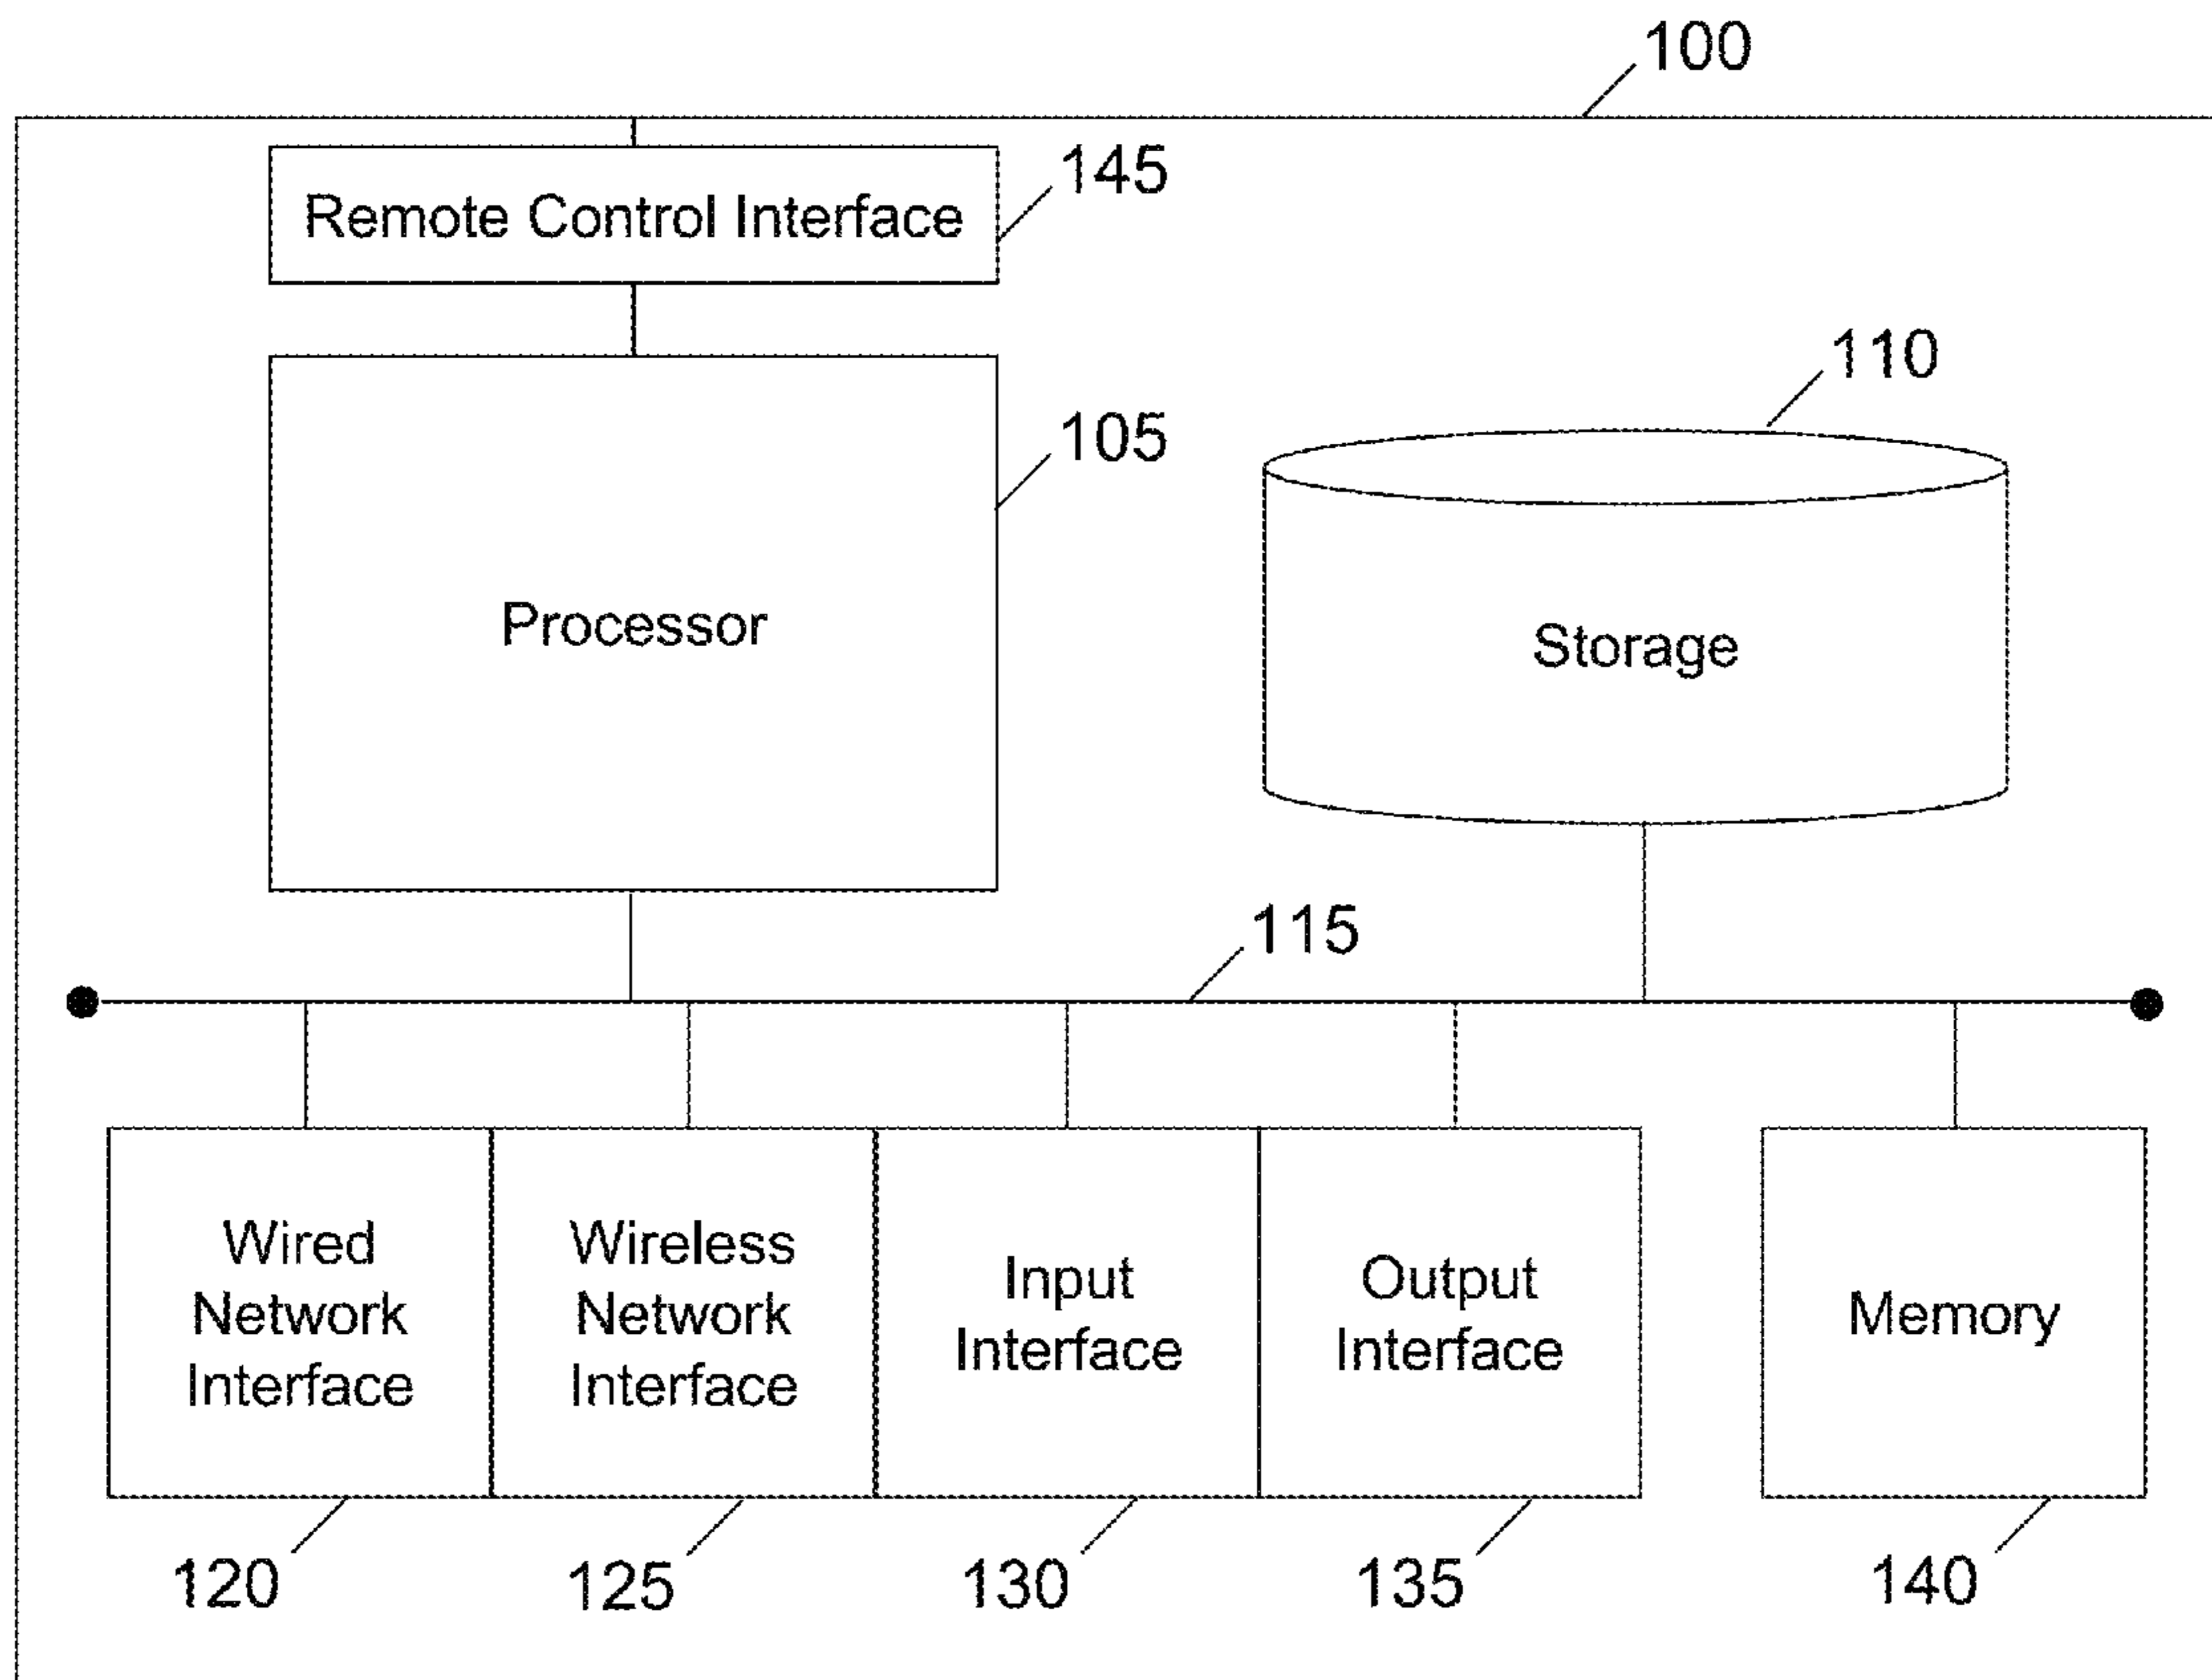 100
145
Remote Control Interface
110
105
Processor
Storage
115
Wired
Network
Interface
Wireless
Network
Interface
Input
Interface
Output
Interface
Memory
120
125
130
135
140